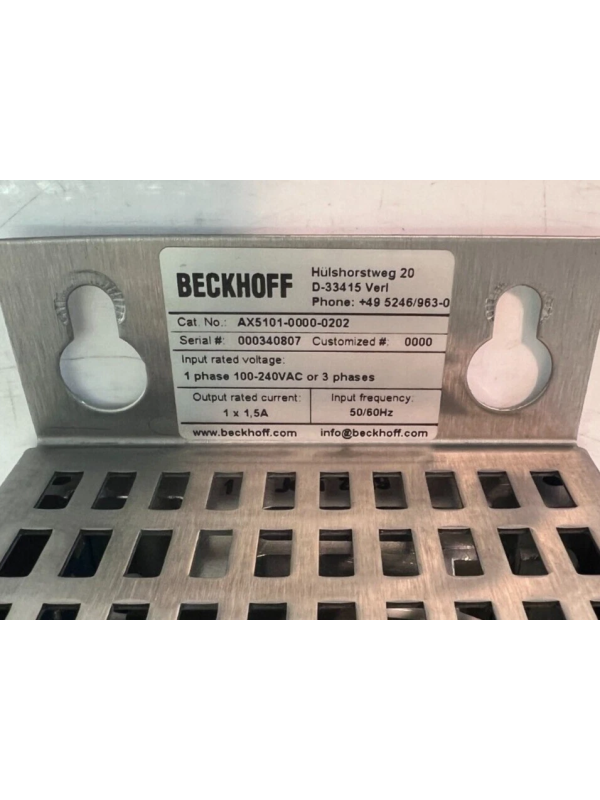 BECKHOFF
Hülshorstweg 20
D-33415 Verl
Phone: +49 5246/963-0
Cat. No.: AX5101-0000-0202
Serial #: 000340807 Customized #: 0000
Input rated voltage:
1 phase 100-240VAC or 3 phases
Output rated current: Input frequency:
1 x 1,5A 50/60Hz
www.beckhoff.com info@beckhoff.com